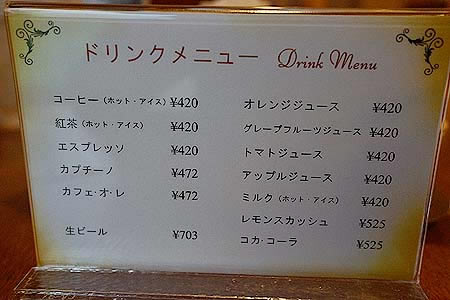 ドリンクメニュー Drink Menu
コーヒー(ホット・アイス) ¥420
紅茶(ホット・アイス) ¥420
エスプレッソ ¥420
カプチーノ ¥472
カフェ・オ・レ ¥472
生ビール ¥703
オレンジジュース ¥420
グレープフルーツジュース ¥420
トマトジュース ¥420
アップルジュース ¥420
ミルク(ホット・アイス) ¥420
レモンスカッシュ ¥525
コカ・コーラ ¥525